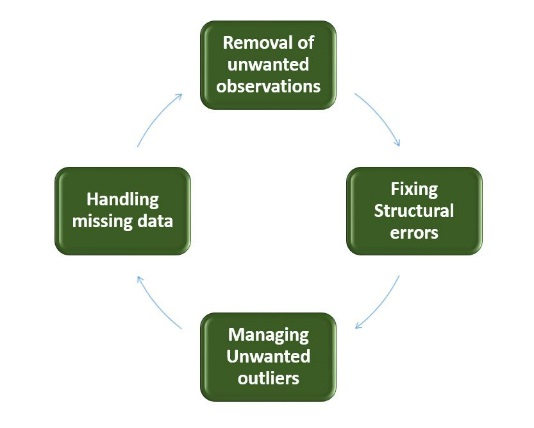 Removal of
unwanted
observations
Fixing
Structural
errors
Managing
Unwanted
outliers
Handling
missing data